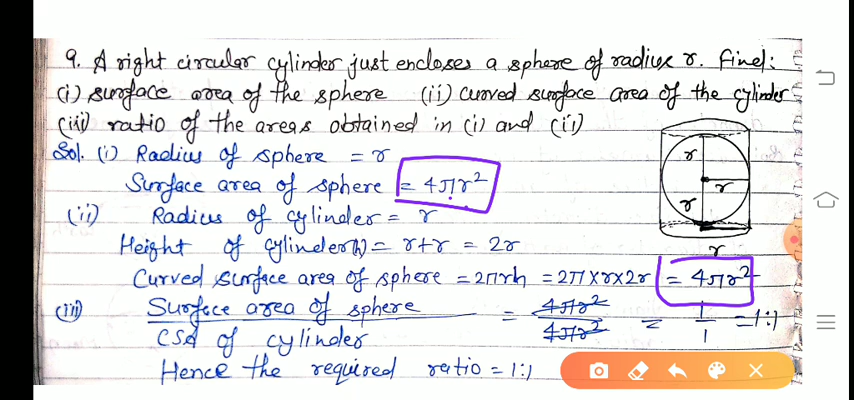 9. A right circular cylinder just encloses a sphere of radius r. Find:
(i) surface area of the sphere (ii) curved surface area of the cylinder
(iii) ratio of the areas obtained in (i) and (ii)
Sol. (i) Radius of sphere = r
Surface area of sphere = 4πr²
(ii) Radius of cylinder = r
Height of cylinder(h) = r+r = 2r
Curved surface area of sphere = 2πrh = 2π×r×2r = 4πr²
(iii) Surface area of sphere / CSA of cylinder = 4πr² / 4πr² = 1/1 = 1:1
Hence the required ratio = 1:1
r
r
r
r